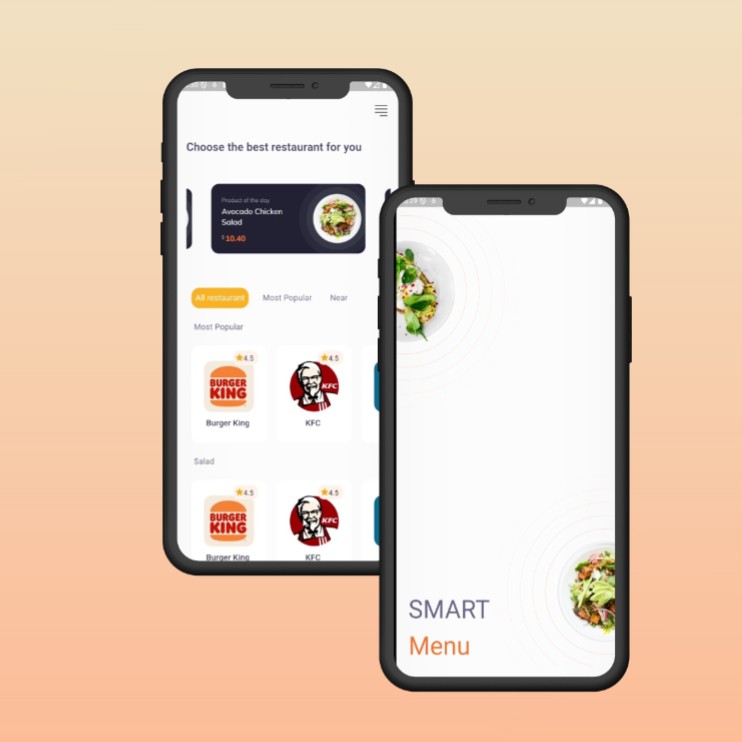 Choose the best restaurant for you
Product of the day
Avocado Chicken
Salad
$ 10.40
All restaurant Most Popular Near
Most Popular
4.5 4.5
BURGER
KING
KFC
Burger King KFC
Salad
4.5 4.5
BURGER
KING
KFC
Burger King KFC
SMART
Menu